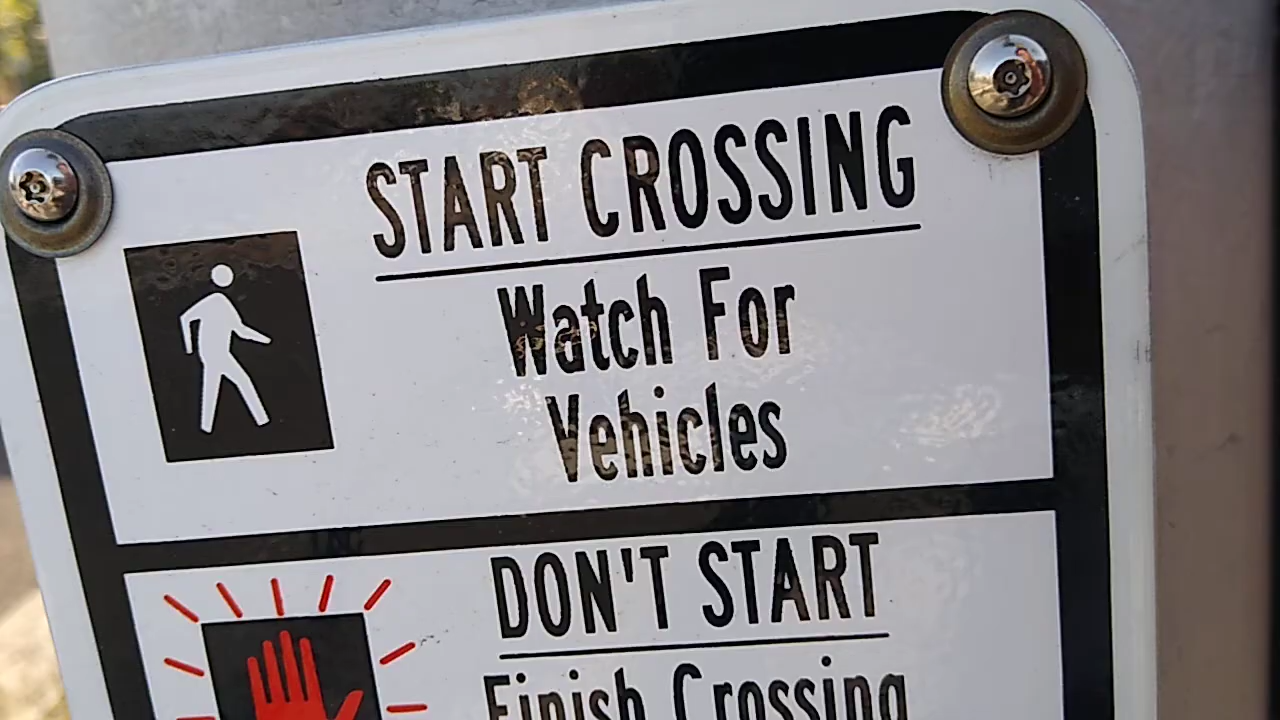 START CROSSING
Watch For
Vehicles
DON'T START
Finish Crossing